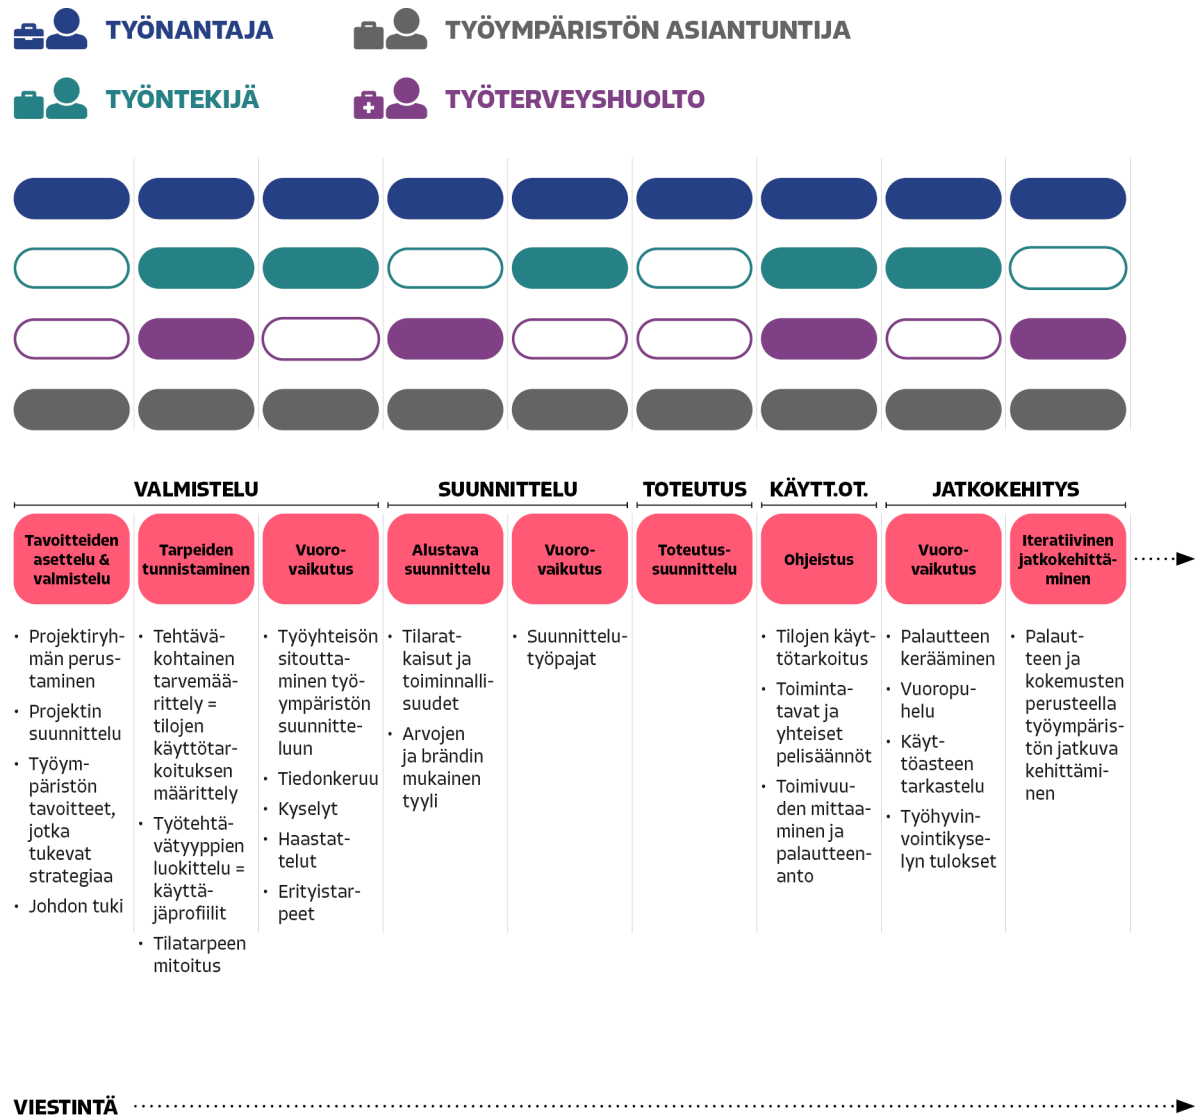 TYÖNANTAJA
TYÖYMPÄRISTÖN ASIANTUNTIJA
TYÖNTEKIJÄ
TYÖTERVEYSHUOLTO
VALMISTELU
SUUNNITTELU
TOTEUTUS
KÄYTT.OT.
JATKOKEHITYS
Tavoitteiden
asettelu &
valmistelu
Tarpeiden
tunnistaminen
Vuoro-
vaikutus
Alustava
suunnittelu
Vuoro-
vaikutus
Toteutus-
suunnittelu
Ohjeistus
Vuoro-
vaikutus
Iteratiivinen
jatkokehittä-
minen
• Projektiryh-
män perus-
taminen
• Projektin
suunnittelu
• Työym-
päristön
tavoitteet,
jotka
tukevat
strategiaa
• Johdon tuki
• Tehtävä-
kohtainen
tarvemää-
rittely =
tilojen
käyttötar-
koituksen
määrittely
• Työtehtä-
vätyyppien
luokittelu =
käyttä-
jäprofiilit
• Tilatarpeen
mitoitus
• Työyhteisön
sitoutta-
minen työ-
ympäristön
suunnitte-
luun
• Tiedonkeruu
• Kyselyt
• Haastat-
telut
• Erityistar-
peet
• Tilarat-
kaisut ja
toiminnalli-
suudet
• Arvojen
ja brändin
mukainen
tyyli
• Suunnittelu-
työpajat
• Tilojen käyt-
tötarkoitus
• Toiminta-
tavat ja
yhteiset
pelisäännöt
• Toimivuu-
den mittaa-
minen ja
palautteen-
anto
• Palautteen
kerääminen
• Vuoropu-
helu
• Käyt-
töasteen
tarkastelu
• Työhyvin-
vointikyse-
lyn tulokset
• Palaut-
teen ja
kokemusten
perusteella
työympäris-
tön jatkuva
kehittämi-
nen
VIESTINTÄ